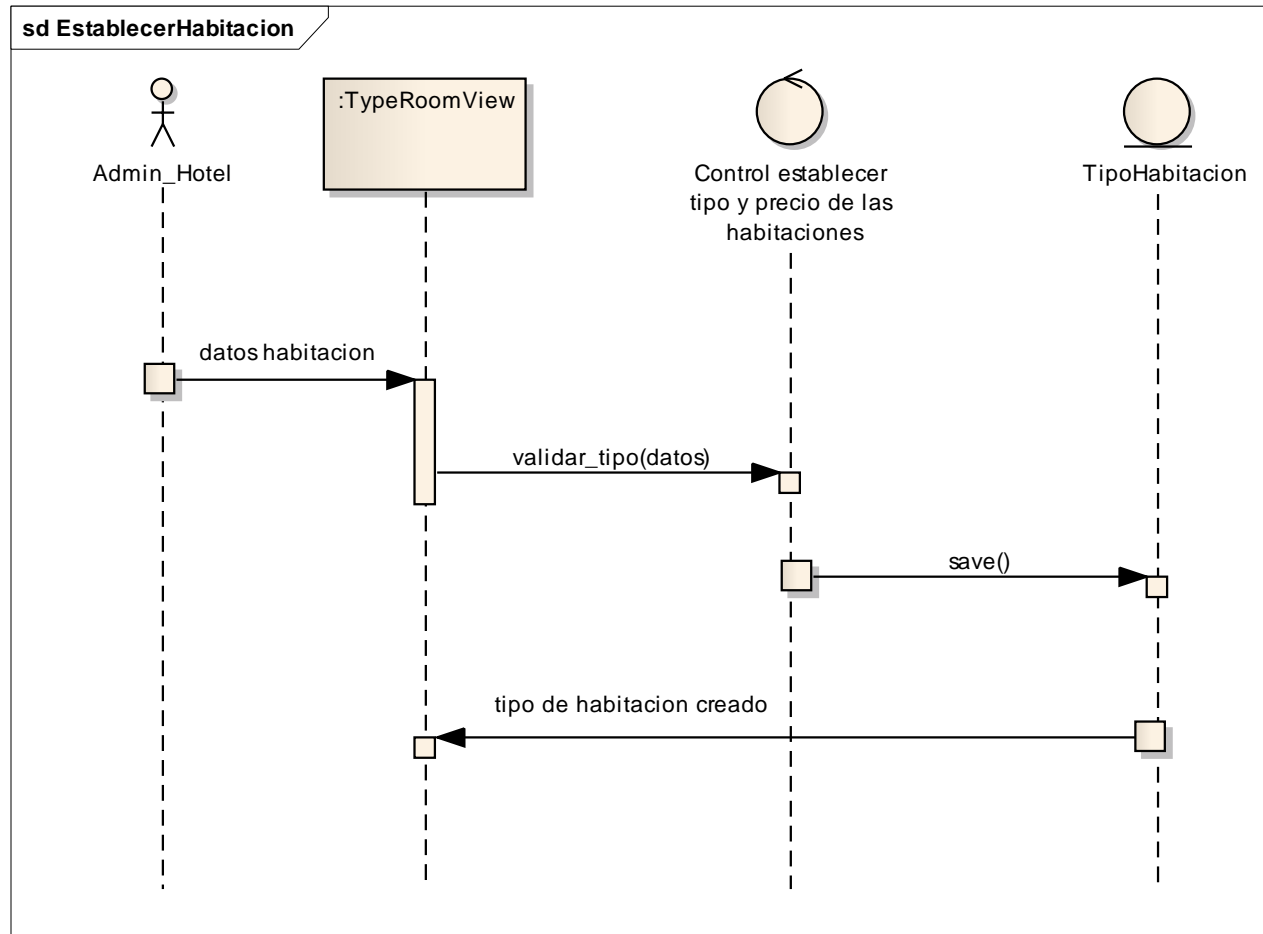 sd EstablecerHabitacion
:TypeRoomView
Admin_Hotel
Control establecer
tipo y precio de las
habitaciones
TipoHabitacion
datos habitacion
validar_tipo(datos)
save()
tipo de habitacion creado